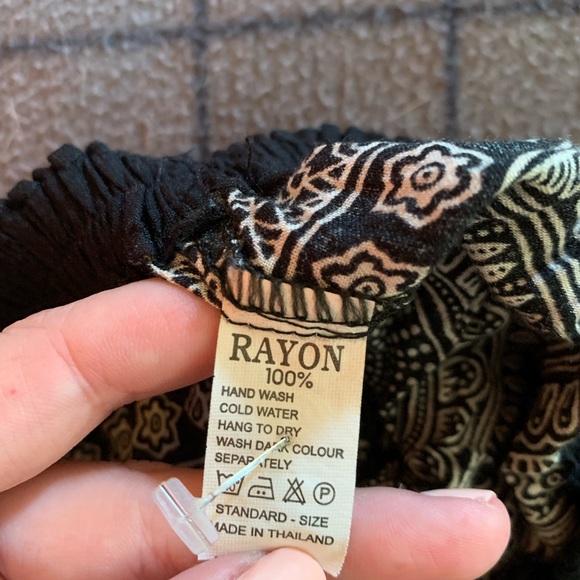 RAYON
100%
HAND WASH
COLD WATER
HANG TO DRY
WASH DARK COLOUR
SEPARATELY
P
STANDARD - SIZE
MADE IN THAILAND